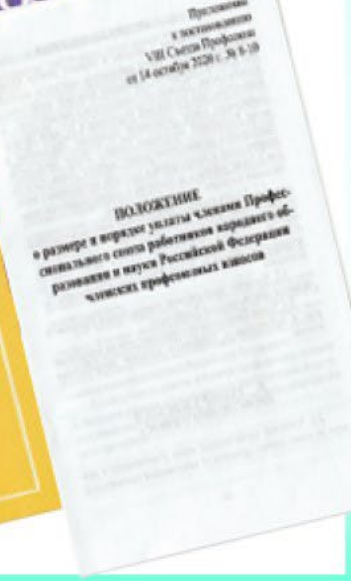 Приложение
к постановлению
VIII Съезда Профсоюза
от 14 октября 2020 г. № 8-10
ПОЛОЖЕНИЕ
о размере и порядке уплаты членами Профес-
сионального союза работников народного об-
разования и науки Российской Федерации
членских профсоюзных взносов